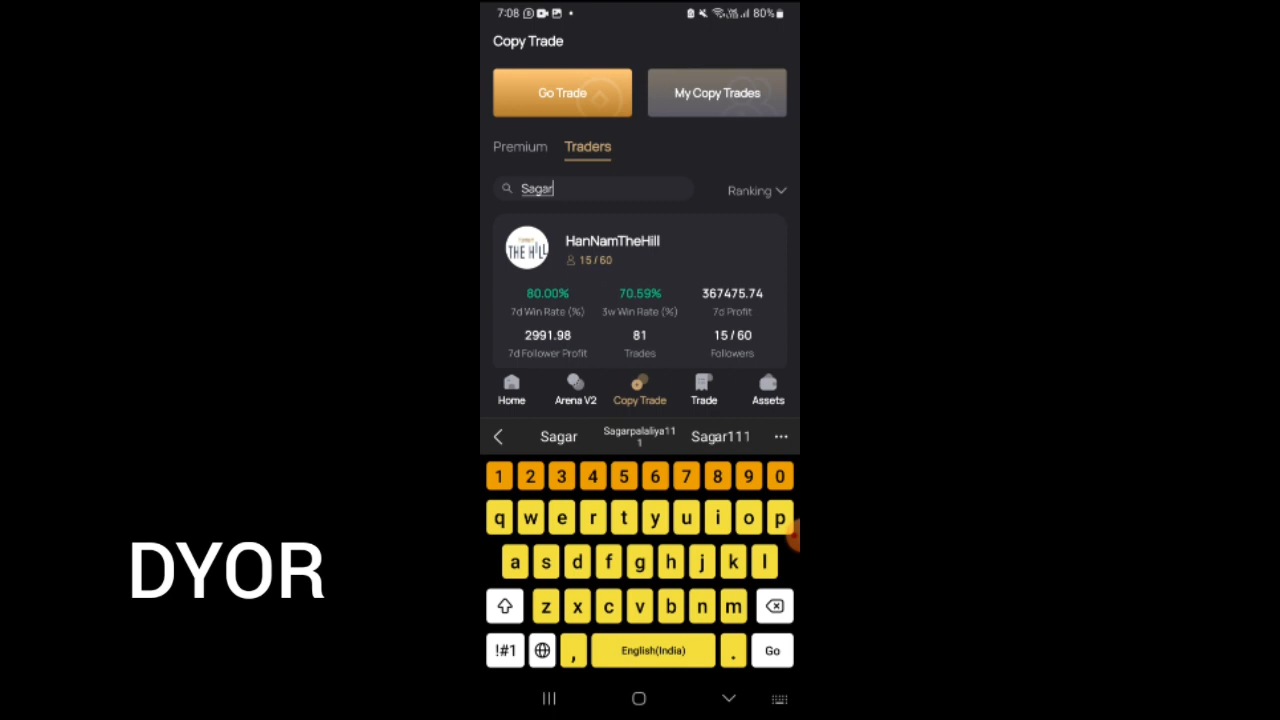 7:08
80%
Copy Trade
Go Trade
My Copy Trades
Premium
Traders
Sagar
Ranking
THE HILL
HanNamTheHill
15 / 60
80.00%
70.59%
367475.74
7d Win Rate (%)
3w Win Rate (%)
7d Profit
2991.98
81
15 / 60
7d Follower Profit
Trades
Followers
Home
Arena V2
Copy Trade
Trade
Assets
Sagar
Sagarpalaliya11
1
Sagar111
1 2 3 4 5 6 7 8 9 0
q w e r t y u i o p
a s d f g h j k l
z x c v b n m
!#1
,
English(India)
.
Go
DYOR